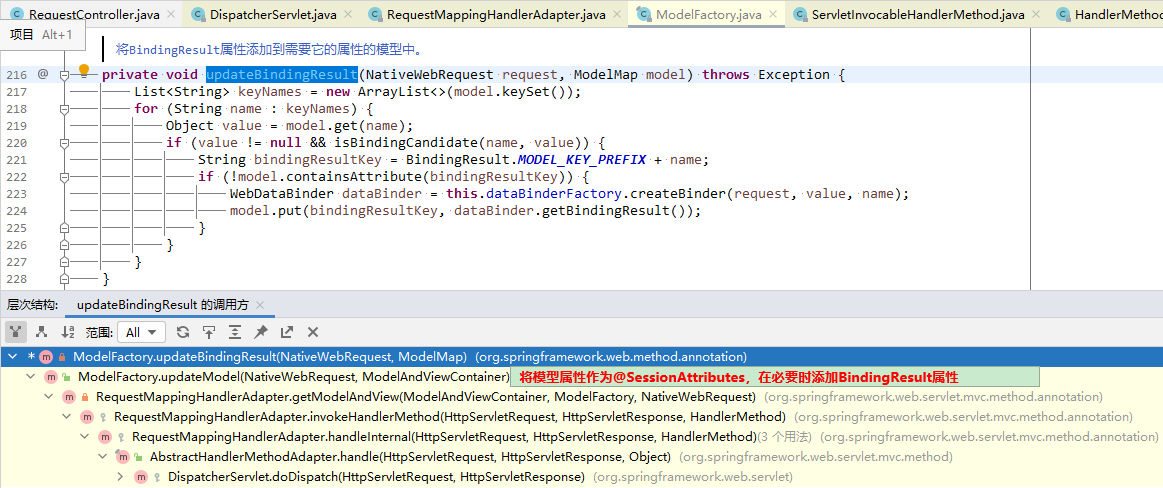 RequestController.java
DispatcherServlet.java
RequestMappingHandlerAdapter.java
ModelFactory.java
ServletInvocableHandlerMethod.java
HandlerMethod
项目 Alt+1
将BindingResult属性添加到需要它的属性的模型中。
216 @ private void updateBindingResult(NativeWebRequest request, ModelMap model) throws Exception {
217 List<String> keyNames = new ArrayList<>(model.keySet());
218 for (String name : keyNames) {
219 Object value = model.get(name);
220 if (value != null && isBindingCandidate(name, value)) {
221 String bindingResultKey = BindingResult.MODEL_KEY_PREFIX + name;
222 if (!model.containsAttribute(bindingResultKey)) {
223 WebDataBinder dataBinder = this.dataBinderFactory.createBinder(request, value, name);
224 model.put(bindingResultKey, dataBinder.getBindingResult());
225 }
226 }
227 }
228 }
层次结构: updateBindingResult 的调用方
范围: All
* m ModelFactory.updateBindingResult(NativeWebRequest, ModelMap) (org.springframework.web.method.annotation)
m ModelFactory.updateModel(NativeWebRequest, ModelAndViewContainer) 将模型属性作为@SessionAttributes，在必要时添加BindingResult属性
m RequestMappingHandlerAdapter.getModelAndView(ModelAndViewContainer, ModelFactory, NativeWebRequest) (org.springframework.web.servlet.mvc.method.annotation)
m RequestMappingHandlerAdapter.invokeHandlerMethod(HttpServletRequest, HttpServletResponse, HandlerMethod) (org.springframework.web.servlet.mvc.method.annotation)
m RequestMappingHandlerAdapter.handleInternal(HttpServletRequest, HttpServletResponse, HandlerMethod)(3 个用法) (org.springframework.web.servlet.mvc.method.annotation)
m AbstractHandlerMethodAdapter.handle(HttpServletRequest, HttpServletResponse, Object) (org.springframework.web.servlet.mvc.method)
m DispatcherServlet.doDispatch(HttpServletRequest, HttpServletResponse) (org.springframework.web.servlet)